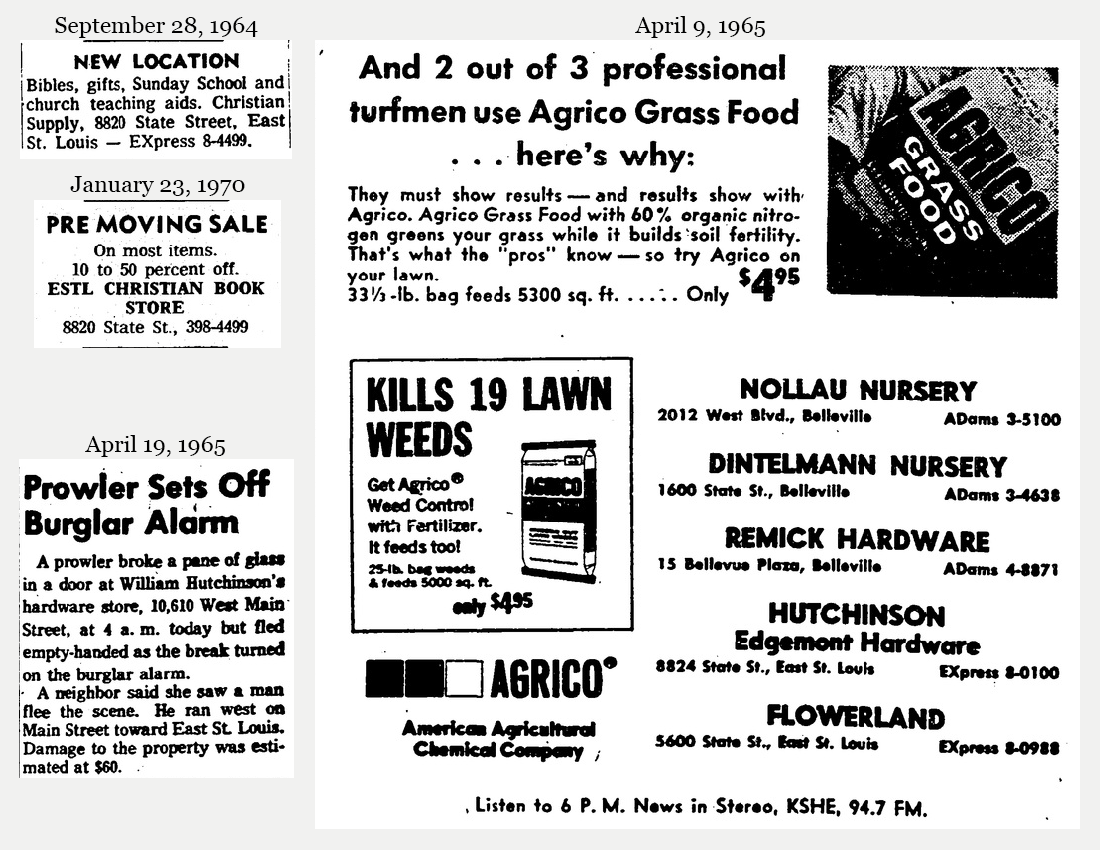 September 28, 1964
NEW LOCATION
Bibles, gifts, Sunday School and
church teaching aids. Christian
Supply, 8820 State Street, East
St. Louis — EXpress 8-4499.
January 23, 1970
PRE MOVING SALE
On most items.
10 to 50 percent off.
ESTL CHRISTIAN BOOK
STORE
8820 State St., 398-4499
April 19, 1965
Prowler Sets Off
Burglar Alarm
A prowler broke a pane of glass
in a door at William Hutchinson's
hardware store, 10,610 West Main
Street, at 4 a. m. today but fled
empty-handed as the break turned
on the burglar alarm.
A neighbor said she saw a man
flee the scene. He ran west on
Main Street toward East St. Louis.
Damage to the property was esti-
mated at $60.
April 9, 1965
And 2 out of 3 professional
turfmen use Agrico Grass Food
. . . here's why:
They must show results — and results show with
Agrico. Agrico Grass Food with 60% organic nitro-
gen greens your grass while it builds soil fertility.
That's what the "pros" know — so try Agrico on
your lawn.
33⅓-lb. bag feeds 5300 sq. ft. . . . . . . Only $4.95
AGRICO
GRASS
FOOD
KILLS 19 LAWN
WEEDS
Get Agrico®
Weed Control
with Fertilizer.
It feeds too!
25-lb. bag weeds
& feeds 5000 sq. ft.
only $4.95
AGRICO
AGRICO®
American Agricultural
Chemical Company
NOLLAU NURSERY
2012 West Blvd., Belleville ADams 3-5100
DINTELMANN NURSERY
1600 State St., Belleville ADams 3-4638
REMICK HARDWARE
15 Bellevue Plaza, Belleville ADams 4-8871
HUTCHINSON
Edgemont Hardware
8824 State St., East St. Louis EXpress 8-0100
FLOWERLAND
5600 State St., East St. Louis EXpress 8-0988
Listen to 6 P. M. News in Stereo, KSHE, 94.7 FM.